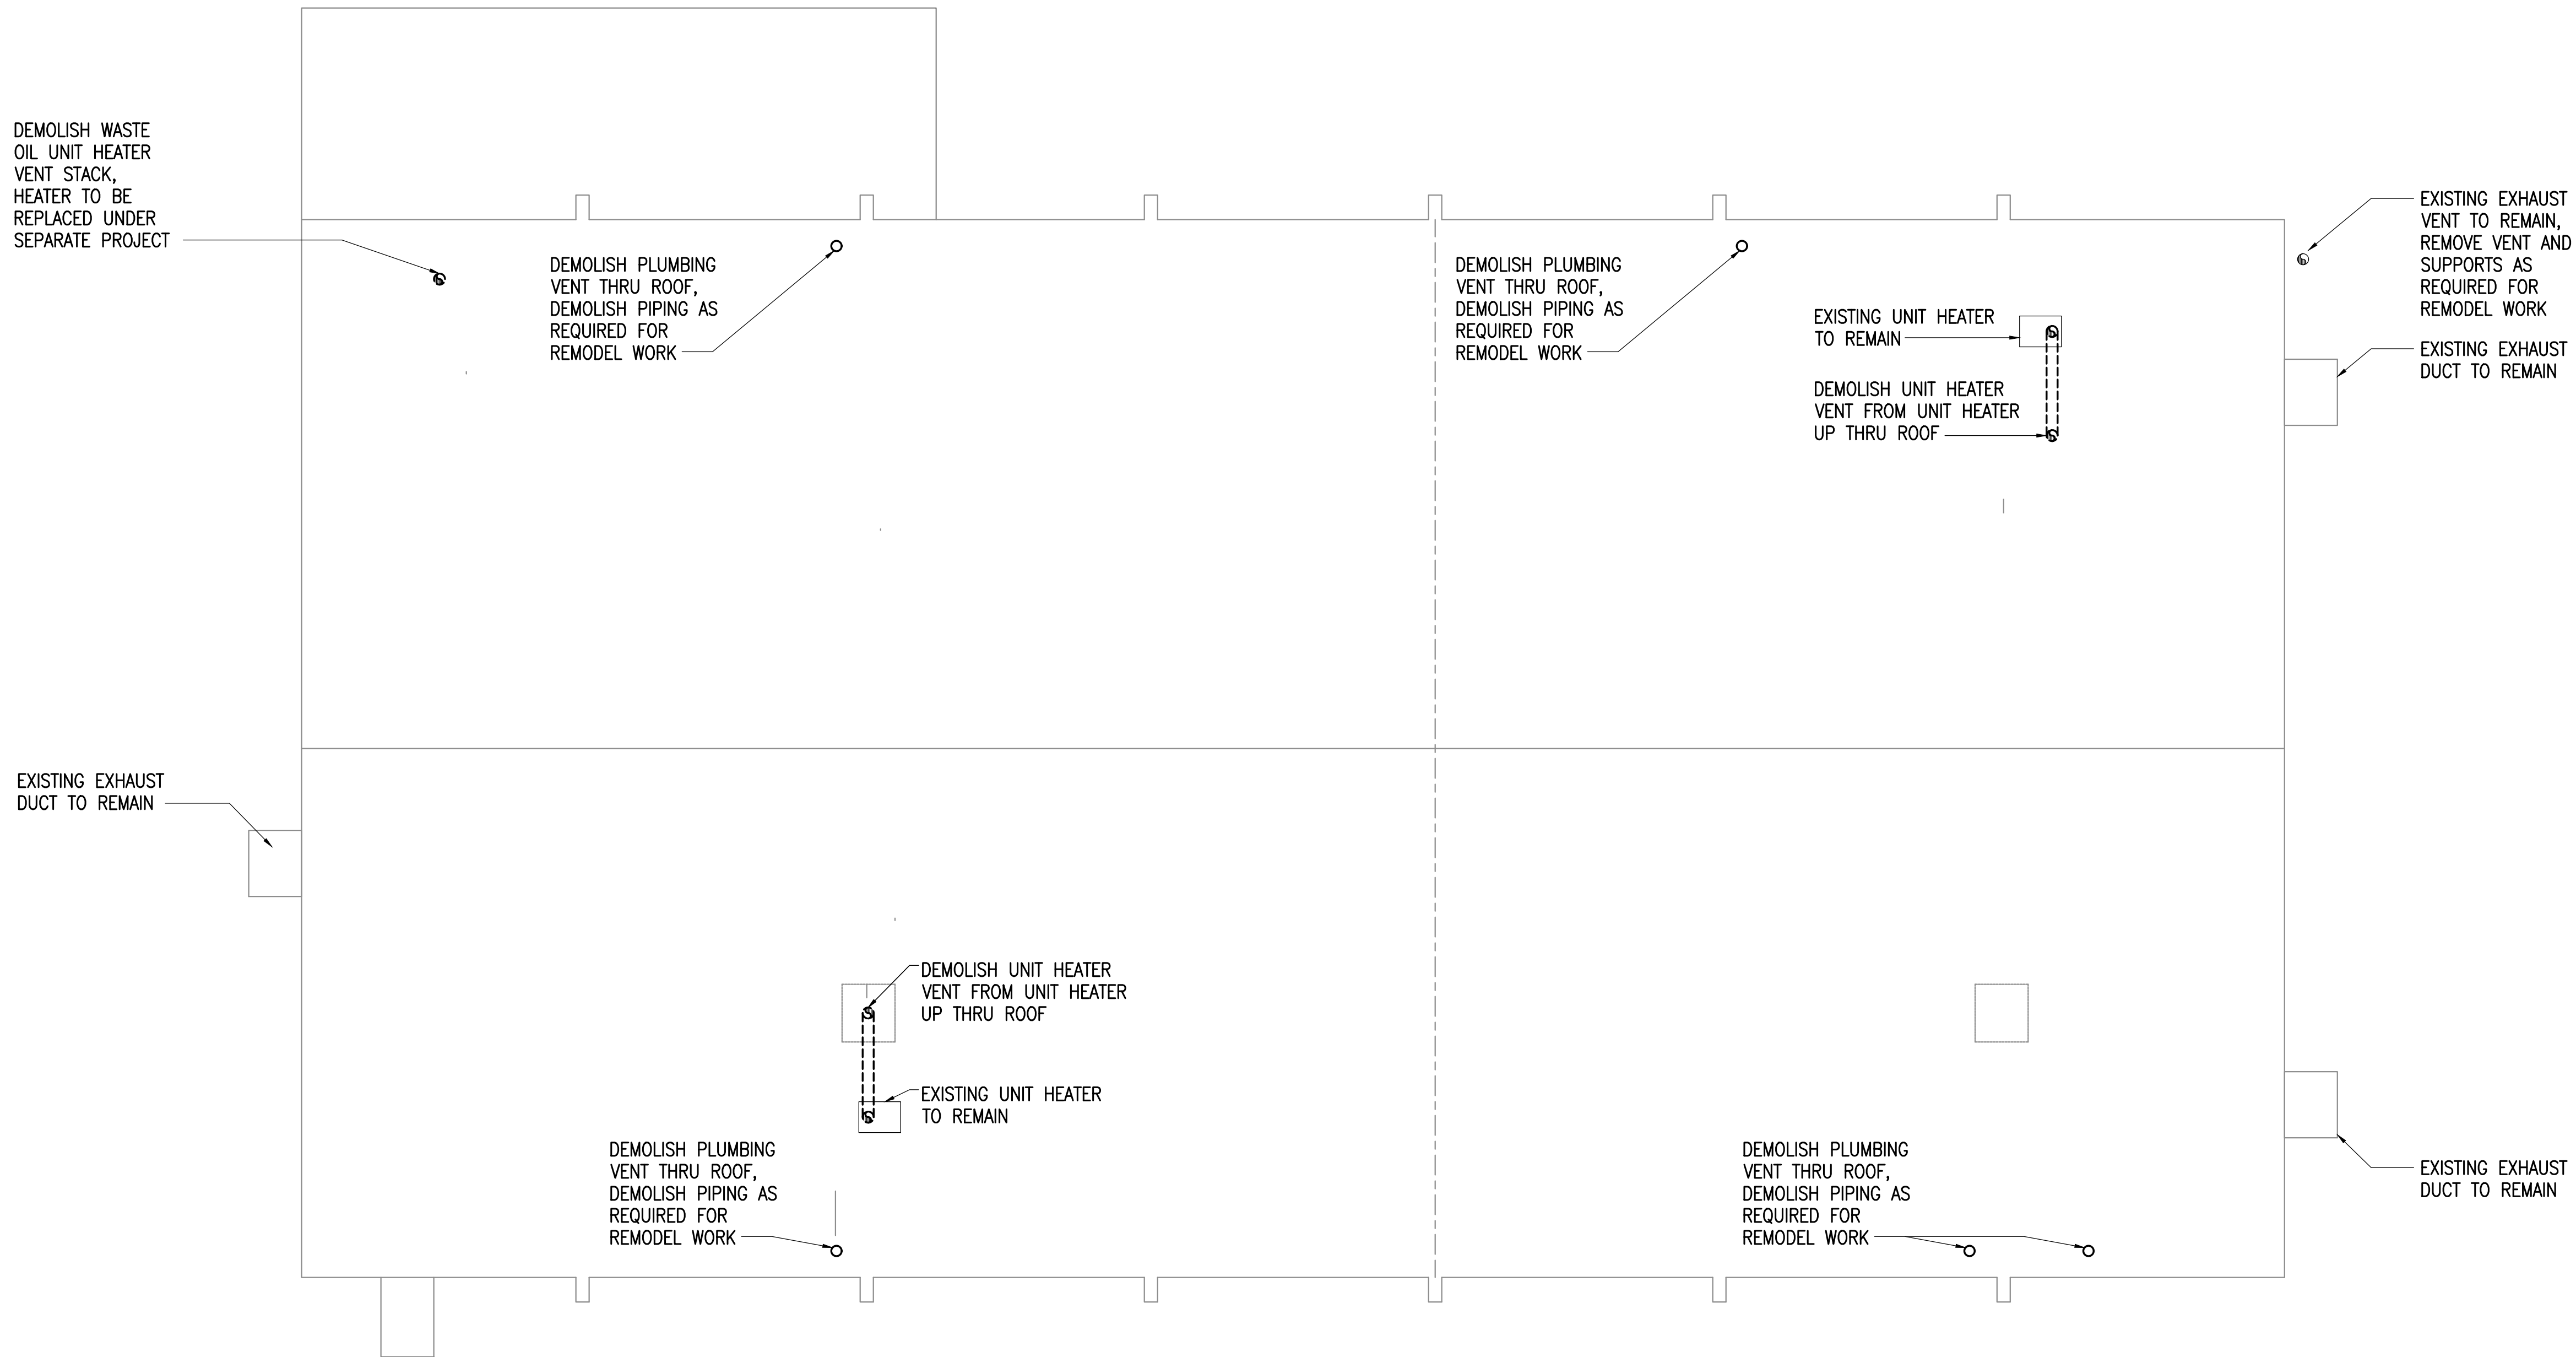 DEMOLISH WASTE
OIL UNIT HEATER
VENT STACK,
HEATER TO BE
REPLACED UNDER
SEPARATE PROJECT
DEMOLISH PLUMBING
VENT THRU ROOF,
DEMOLISH PIPING AS
REQUIRED FOR
REMODEL WORK
DEMOLISH PLUMBING
VENT THRU ROOF,
DEMOLISH PIPING AS
REQUIRED FOR
REMODEL WORK
EXISTING UNIT HEATER
TO REMAIN
DEMOLISH UNIT HEATER
VENT FROM UNIT HEATER
UP THRU ROOF
EXISTING EXHAUST
VENT TO REMAIN,
REMOVE VENT AND
SUPPORTS AS
REQUIRED FOR
REMODEL WORK
EXISTING EXHAUST
DUCT TO REMAIN
EXISTING EXHAUST
DUCT TO REMAIN
DEMOLISH UNIT HEATER
VENT FROM UNIT HEATER
UP THRU ROOF
EXISTING UNIT HEATER
TO REMAIN
DEMOLISH PLUMBING
VENT THRU ROOF,
DEMOLISH PIPING AS
REQUIRED FOR
REMODEL WORK
DEMOLISH PLUMBING
VENT THRU ROOF,
DEMOLISH PIPING AS
REQUIRED FOR
REMODEL WORK
EXISTING EXHAUST
DUCT TO REMAIN